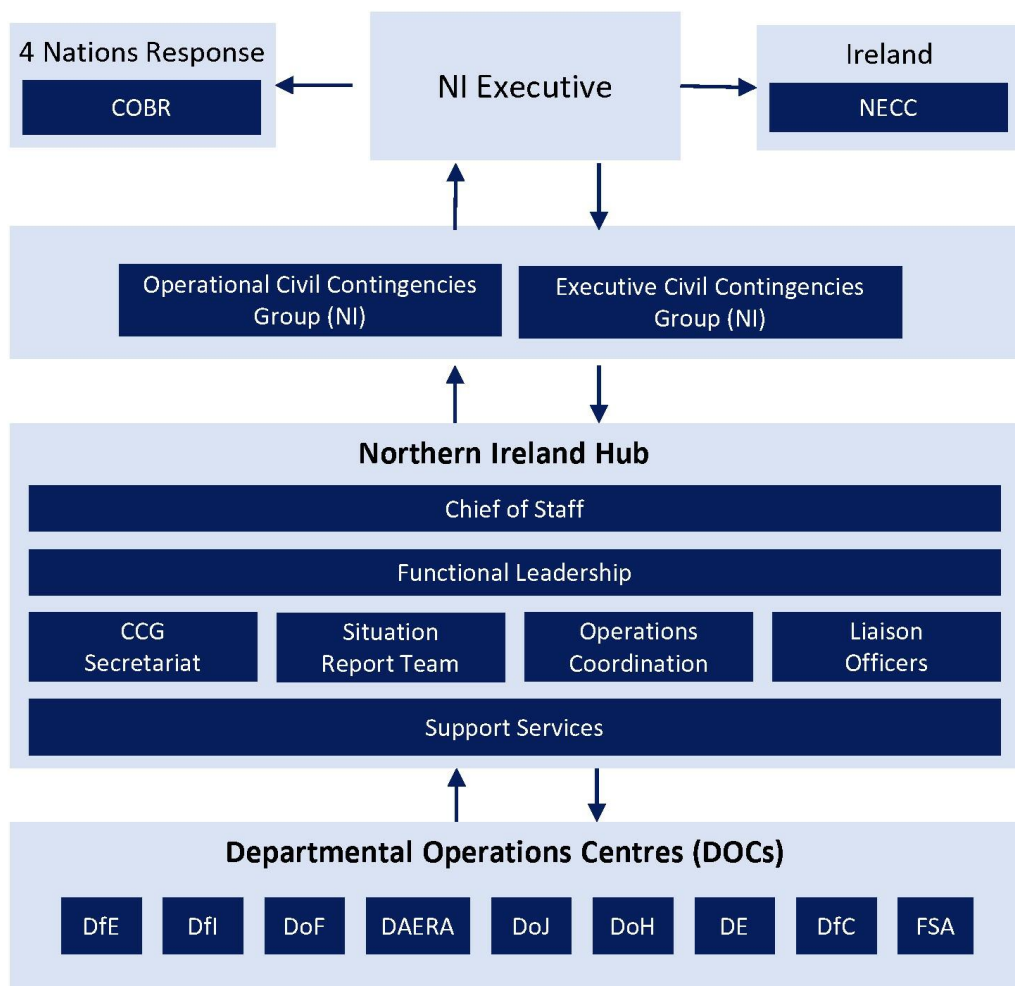 4 Nations Response
COBR
NI Executive
Ireland
NECC
Operational Civil Contingencies
Group (NI)
Executive Civil Contingencies
Group (NI)
Northern Ireland Hub
Chief of Staff
Functional Leadership
CCG
Secretariat
Situation
Report Team
Operations
Coordination
Liaison
Officers
Support Services
Departmental Operations Centres (DOCs)
DfE
DfI
DoF
DAERA
DoJ
DoH
DE
DfC
FSA